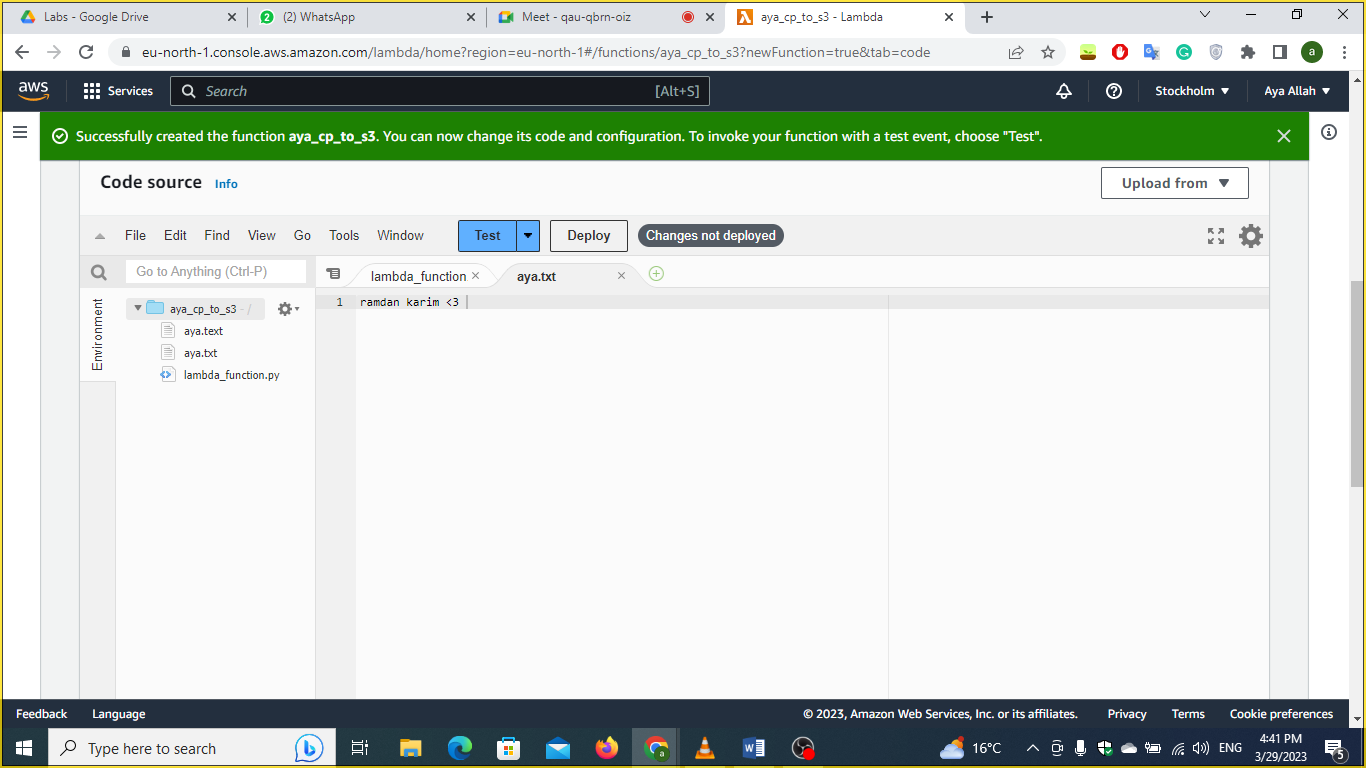 Labs - Google Drive
2 (2) WhatsApp
Meet - qau-qbrn-oiz
aya_cp_to_s3 - Lambda
eu-north-1.console.aws.amazon.com/lambda/home?region=eu-north-1#/functions/aya_cp_to_s3?newFunction=true&tab=code
a
aws
Services
Search
[Alt+S]
Stockholm
Aya Allah
Successfully created the function aya_cp_to_s3. You can now change its code and configuration. To invoke your function with a test event, choose "Test".
Code source
Info
Upload from
File Edit Find View Go Tools Window
Test
Deploy
Changes not deployed
Go to Anything (Ctrl-P)
lambda_function
aya.txt
Environment
aya_cp_to_s3 - /
aya.text
aya.txt
lambda_function.py
1 ramdan karim <3
Feedback
Language
© 2023, Amazon Web Services, Inc. or its affiliates.
Privacy
Terms
Cookie preferences
Type here to search
16°C
ENG
4:41 PM
3/29/2023
5